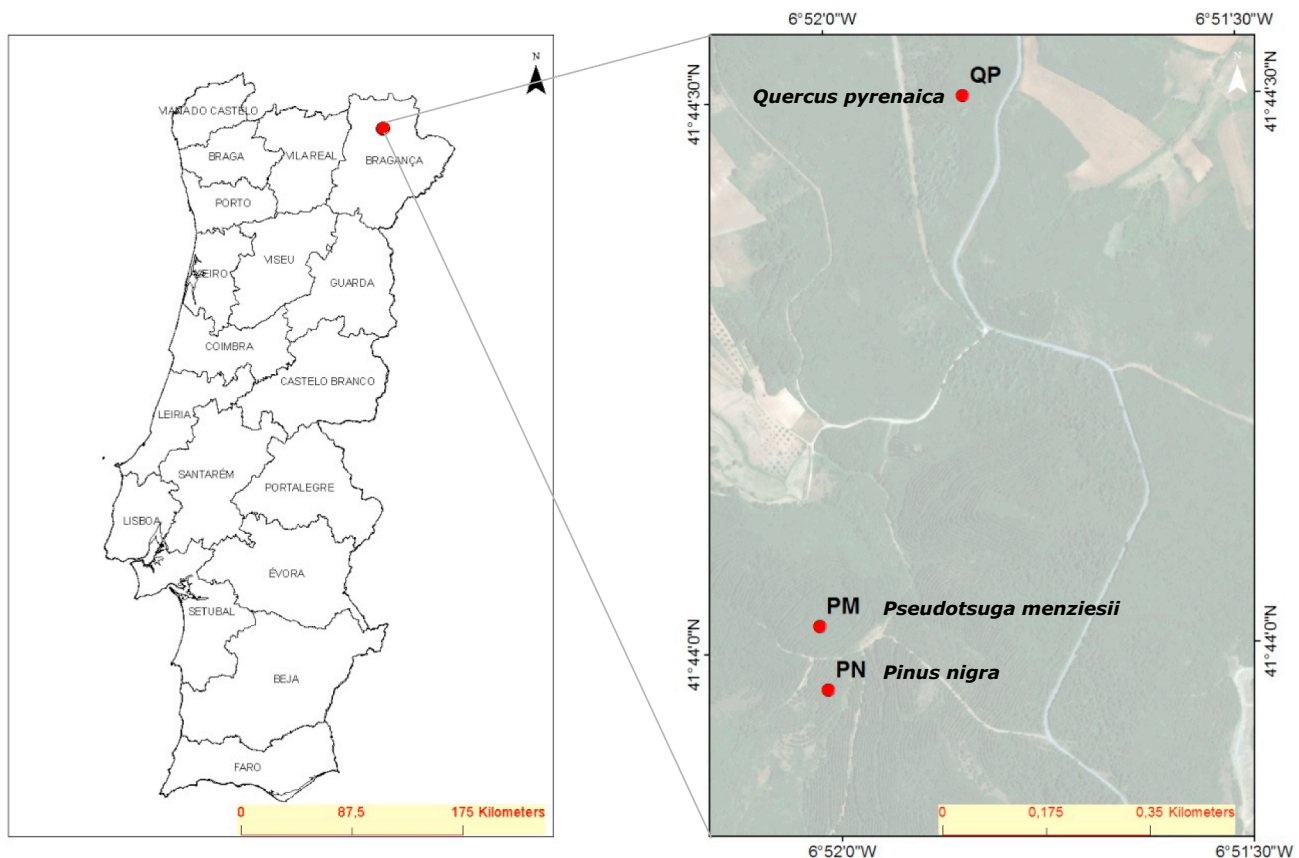 N
VIANA DO CASTELO
BRAGA
VILA REAL
BRAGANÇA
PORTO
VISEU
GUARDA
COIMBRA
CASTELO BRANCO
LEIRIA
SANTARÉM
PORTALEGRE
LISBOA
ÉVORA
SETUBAL
BEJA
FARO
0 87,5 175 Kilometers
6°52'0"W 6°51'30"W
N
QP
Quercus pyrenaica
41°44'30"N 41°44'30"N
PM Pseudotsuga menziesii
41°44'0"N 41°44'0"N
PN Pinus nigra
0 0,175 0,35 Kilometers
6°52'0"W 6°51'30"W